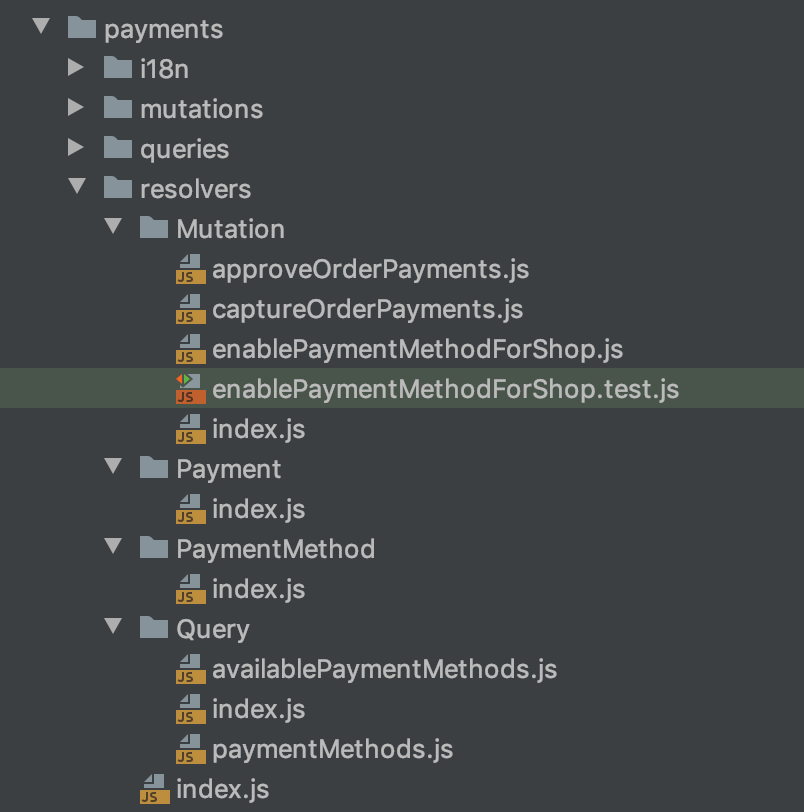 payments
i18n
mutations
queries
resolvers
Mutation
JS approveOrderPayments.js
JS captureOrderPayments.js
JS enablePaymentMethodForShop.js
JS enablePaymentMethodForShop.test.js
JS index.js
Payment
JS index.js
PaymentMethod
JS index.js
Query
JS availablePaymentMethods.js
JS index.js
JS paymentMethods.js
JS index.js